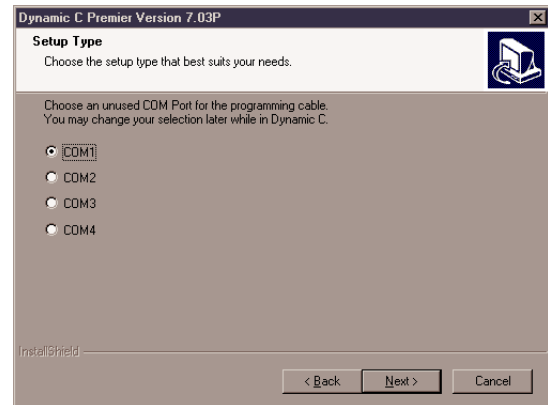 Dynamic C Premier Version 7.03P
Setup Type
Choose the setup type that best suits your needs.
Choose an unused COM Port for the programming cable.
You may change your selection later while in Dynamic C.
COM1
COM2
COM3
COM4
InstallShield
< Back
Next >
Cancel